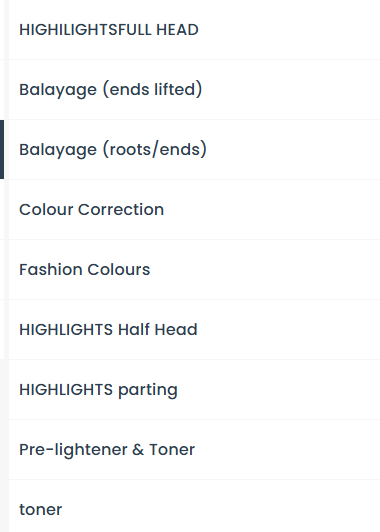 HIGHILIGHTSFULL HEAD
Balayage (ends lifted)
Balayage (roots/ends)
Colour Correction
Fashion Colours
HIGHLIGHTS Half Head
HIGHLIGHTS parting
Pre-lightener & Toner
toner